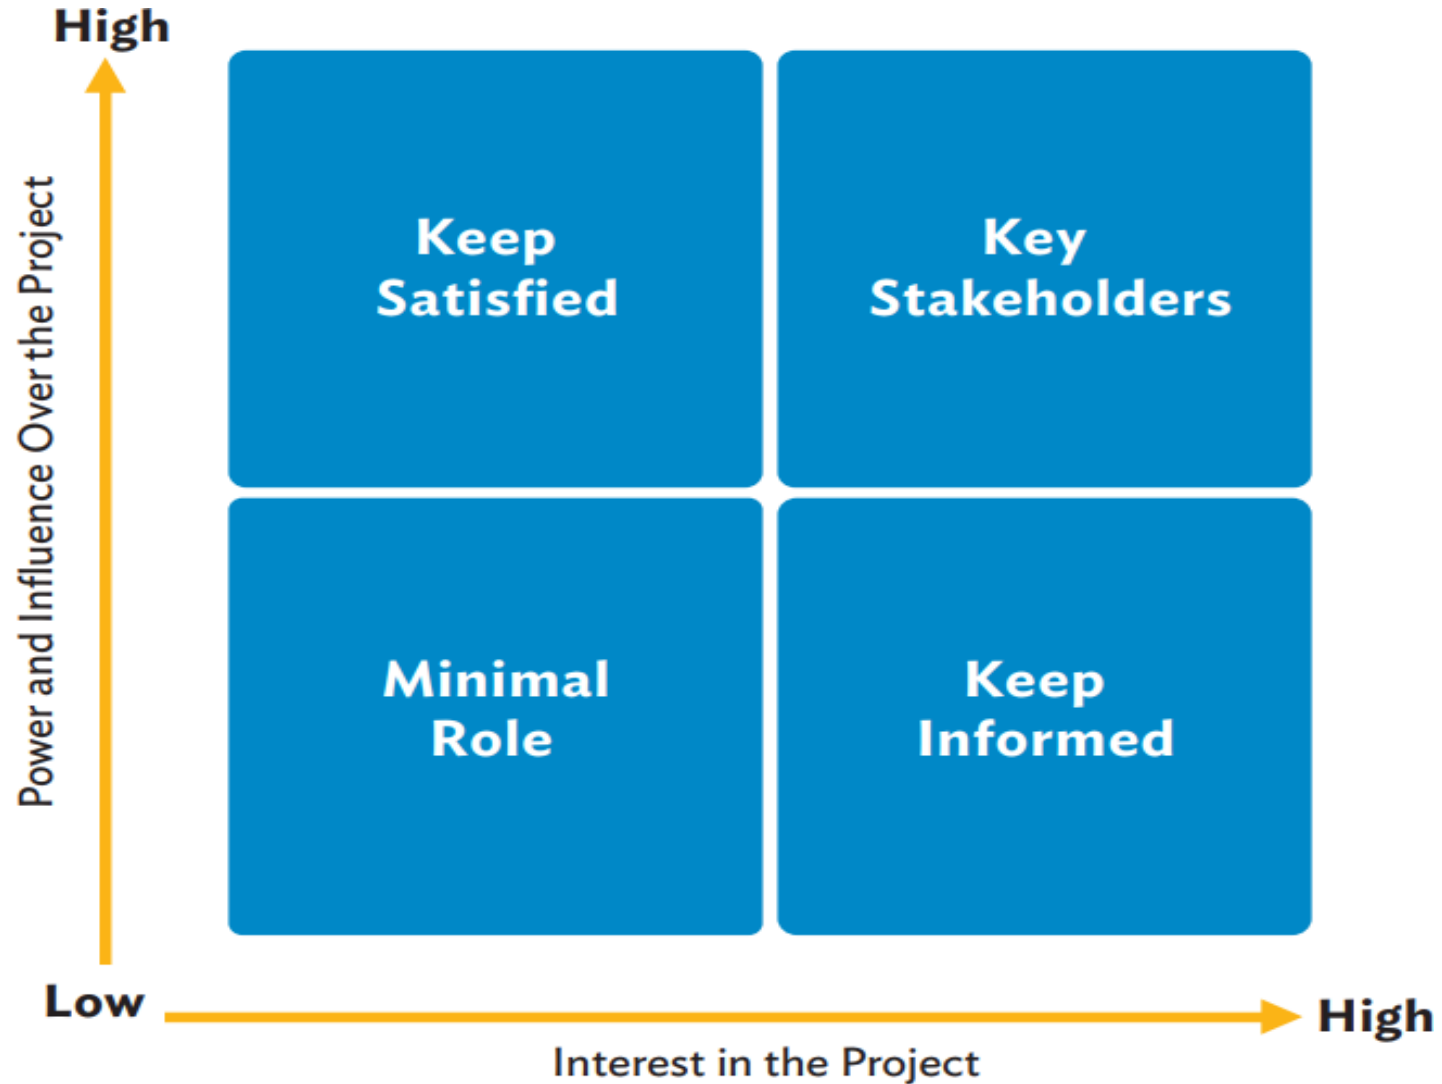 High
Power and Influence Over the Project
Keep
Satisfied
Key
Stakeholders
Minimal
Role
Keep
Informed
Low
High
Interest in the Project